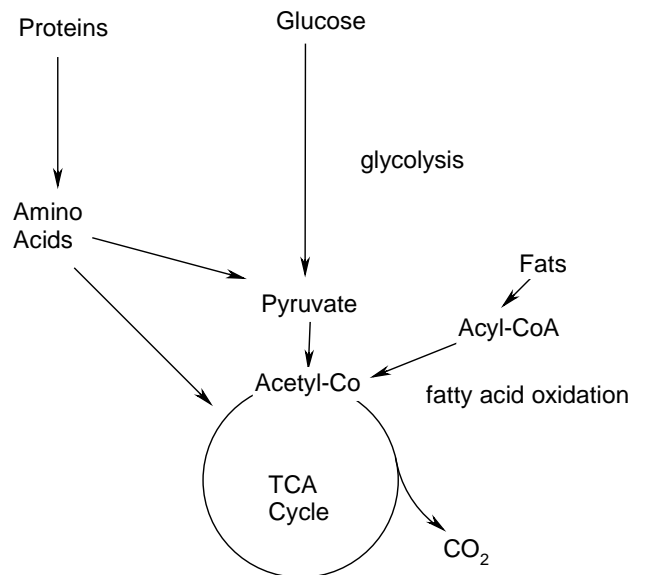 Proteins
Glucose
glycolysis
Amino
Acids
Fats
Pyruvate
Acyl-CoA
Acetyl-Co
fatty acid oxidation
TCA
Cycle
CO₂